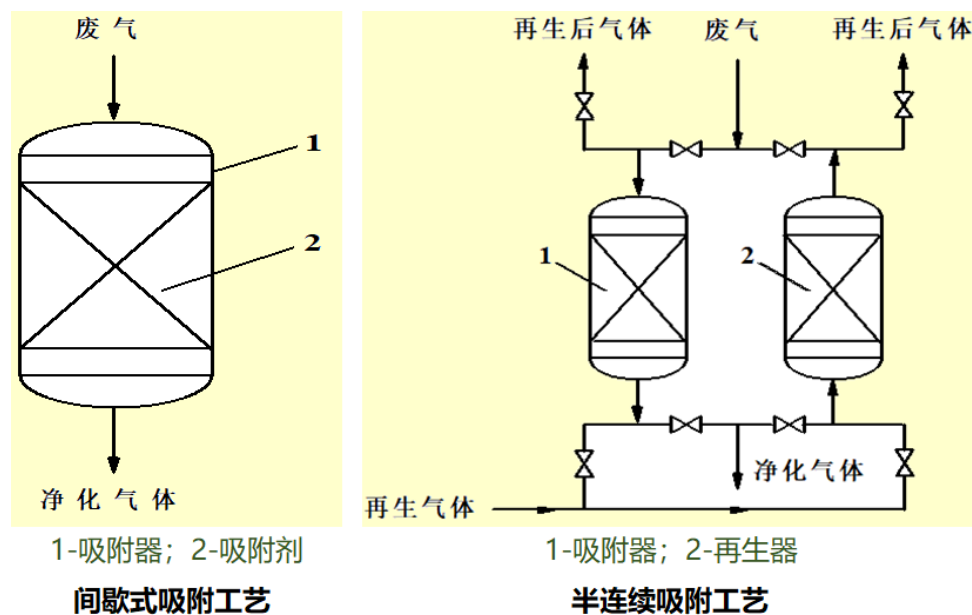 废气
1
2
净化气体
1-吸附器；2-吸附剂
间歇式吸附工艺
再生后气体
废气
再生后气体
1
2
净化气体
再生气体
1-吸附器；2-再生器
半连续吸附工艺